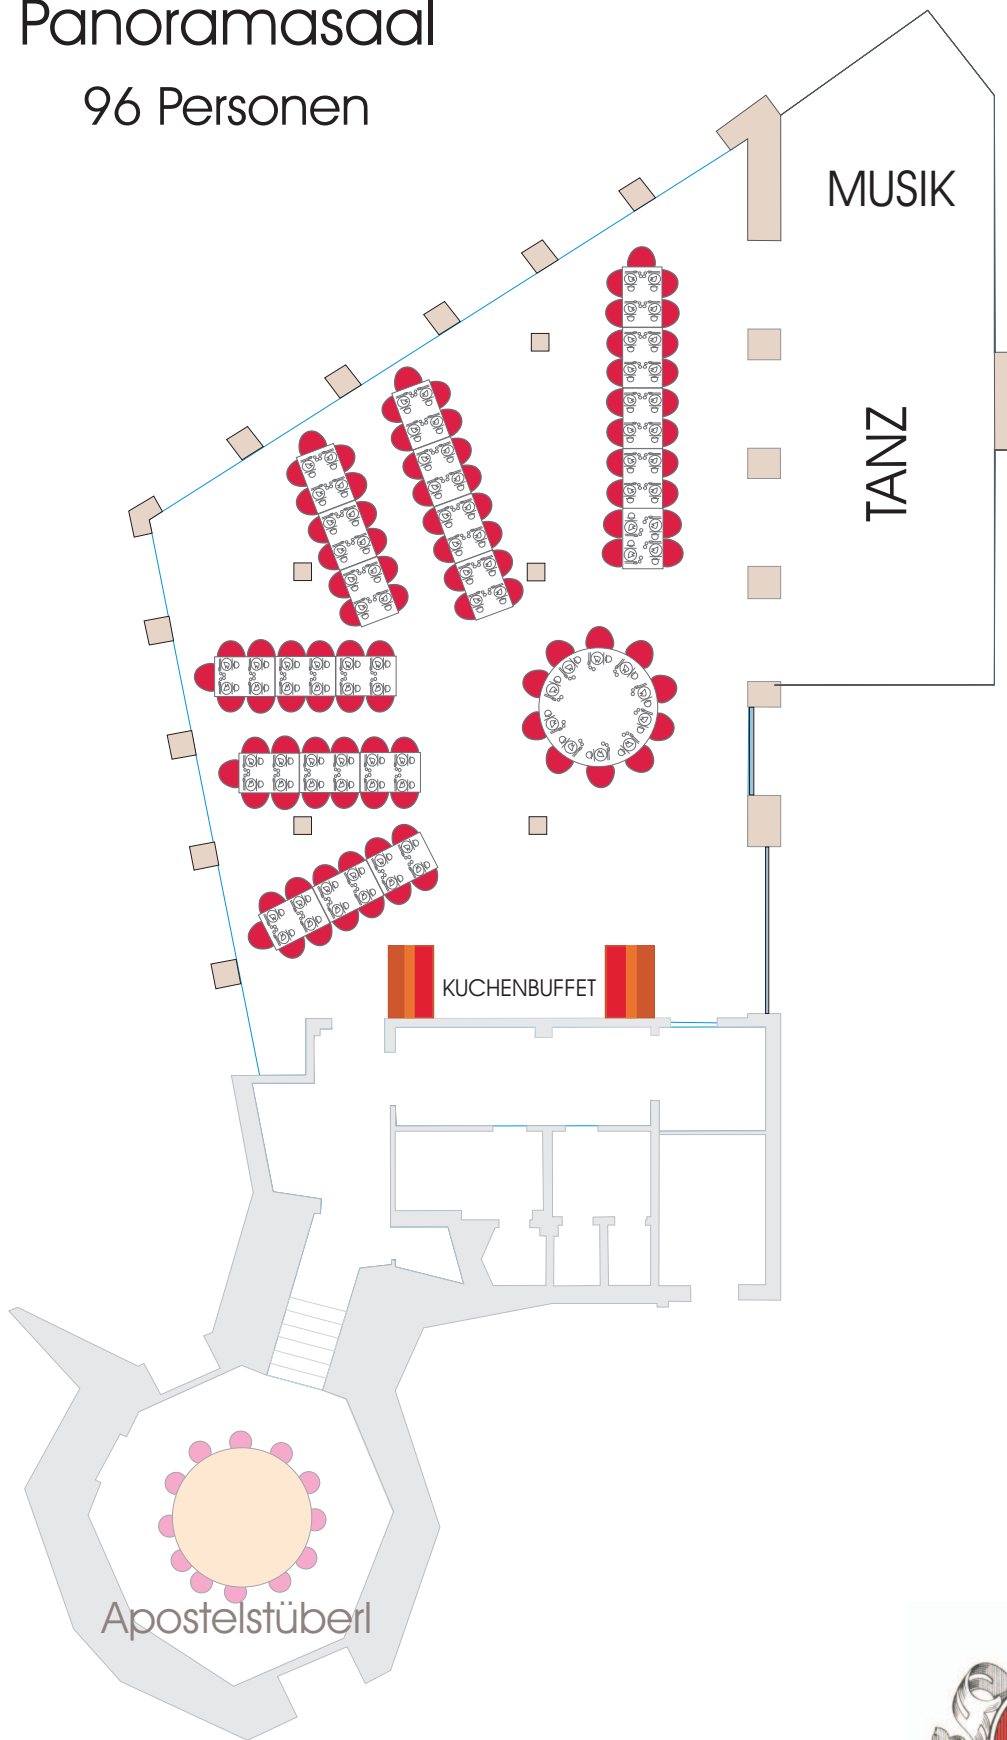 Panoramasaal
96 Personen
MUSIK
TANZ
KUCHENBUFFET
Apostelstüberl